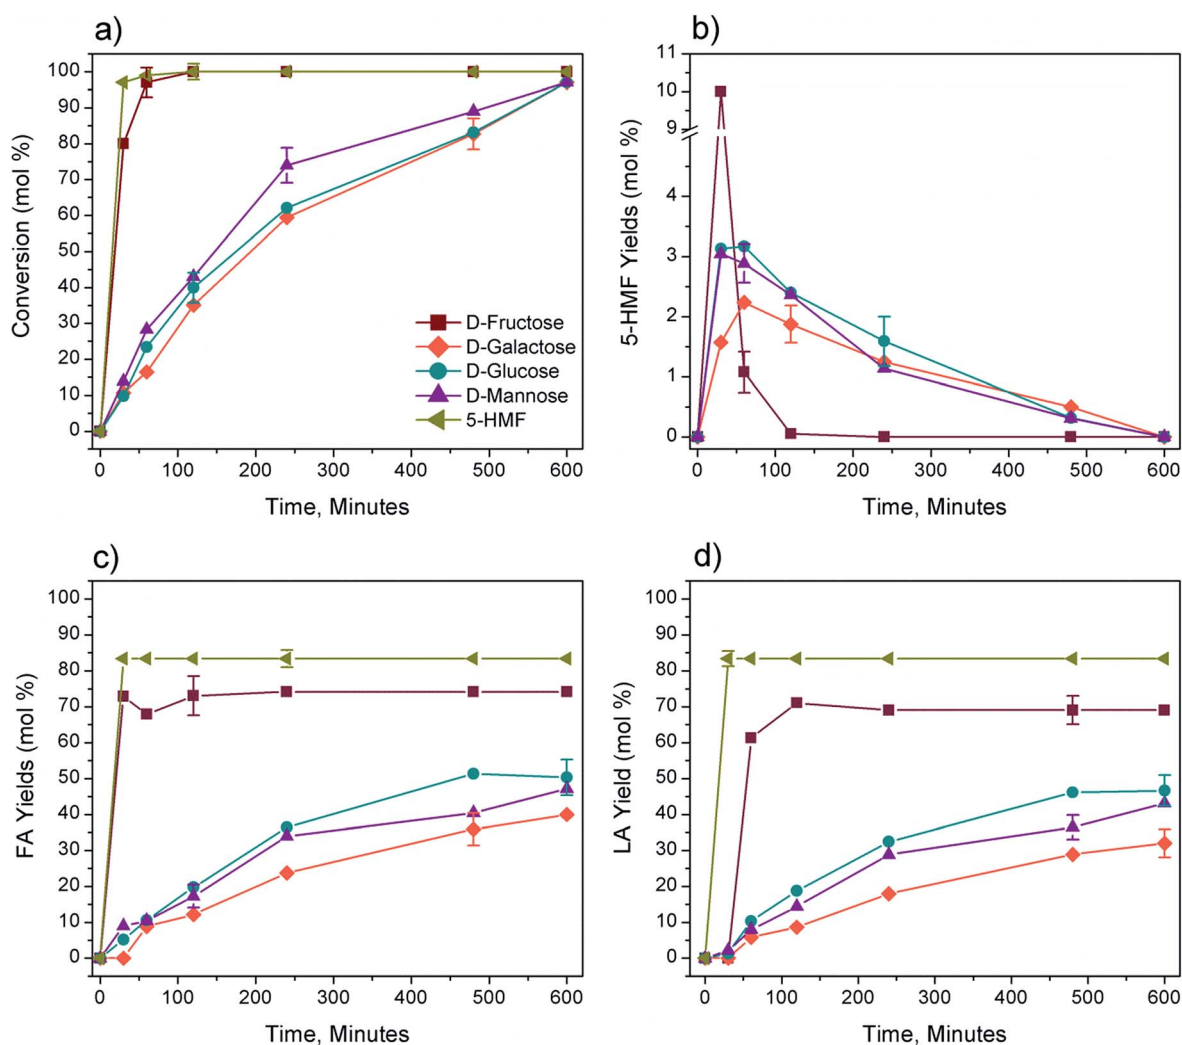 a)
Conversion (mol %)
100
90
80
70
60
50
40
30
20
10
0
D-Fructose
D-Galactose
D-Glucose
D-Mannose
5-HMF
0 100 200 300 400 500 600
Time, Minutes
b)
5-HMF Yields (mol %)
11
10
9
4
3
2
1
0
0 100 200 300 400 500 600
Time, Minutes
c)
FA Yields (mol %)
100
90
80
70
60
50
40
30
20
10
0
0 100 200 300 400 500 600
Time, Minutes
d)
LA Yield (mol %)
100
90
80
70
60
50
40
30
20
10
0
0 100 200 300 400 500 600
Time, Minutes